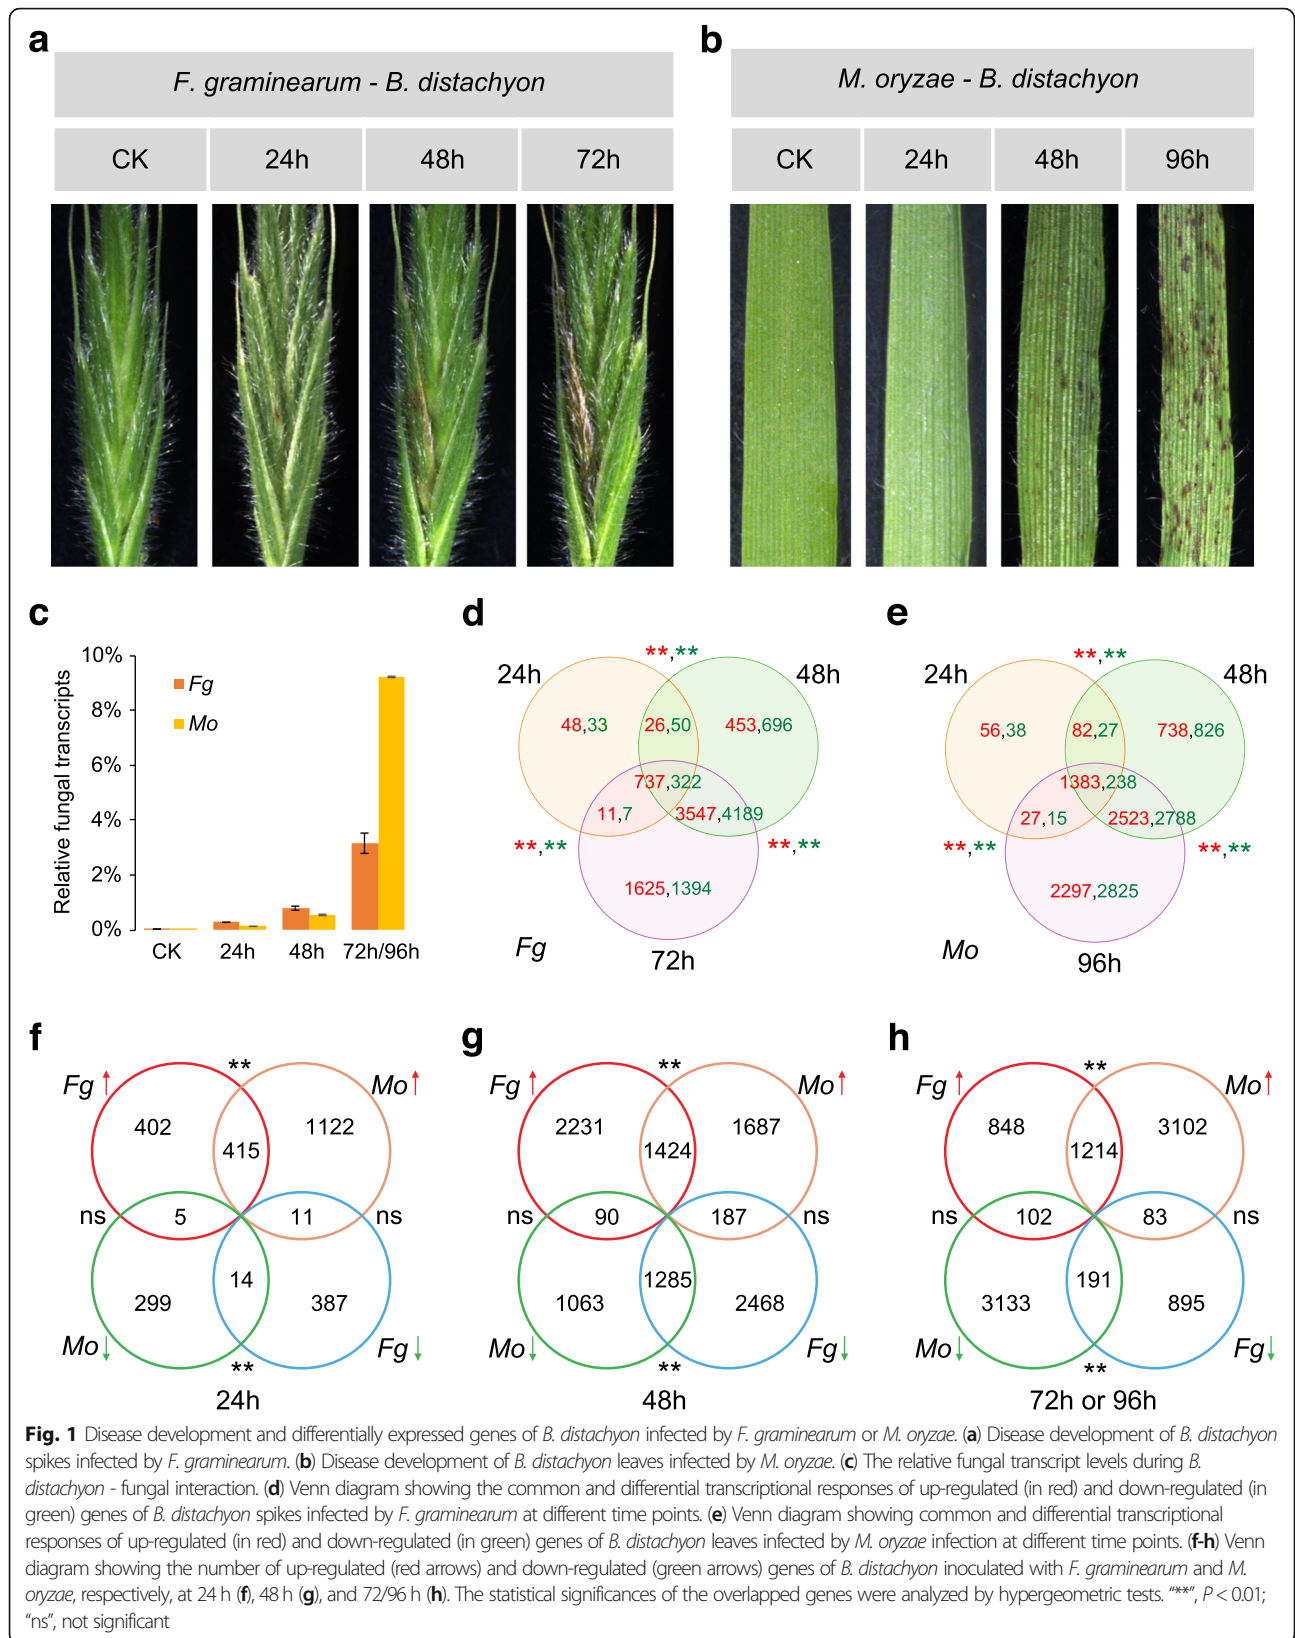 a
F. graminearum - B. distachyon
CK 24h 48h 72h
b
M. oryzae - B. distachyon
CK 24h 48h 96h
c
Relative fungal transcripts
10%
8%
6%
4%
2%
0%
Fg
Mo
CK 24h 48h 72h/96h
d
**,**
24h 48h
48,33 26,50 453,696
737,322
11,7 3547,4189
**,** **,**
1625,1394
Fg
72h
e
**,**
24h 48h
56,38 82,27 738,826
1383,238
27,15 2523,2788
**,** **,**
2297,2825
Mo
96h
f
**
Fg↑ Mo↑
402 415 1122
ns 5 11 ns
299 14 387
Mo↓ Fg↓
**
24h
g
**
Fg↑ Mo↑
2231 1424 1687
ns 90 187 ns
1063 1285 2468
Mo↓ Fg↓
**
48h
h
**
Fg↑ Mo↑
848 1214 3102
ns 102 83 ns
3133 191 895
Mo↓ Fg↓
**
72h or 96h
Fig. 1 Disease development and differentially expressed genes of B. distachyon infected by F. graminearum or M. oryzae. (a) Disease development of B. distachyon
spikes infected by F. graminearum. (b) Disease development of B. distachyon leaves infected by M. oryzae. (c) The relative fungal transcript levels during B.
distachyon - fungal interaction. (d) Venn diagram showing the common and differential transcriptional responses of up-regulated (in red) and down-regulated (in
green) genes of B. distachyon spikes infected by F. graminearum at different time points. (e) Venn diagram showing common and differential transcriptional
responses of up-regulated (in red) and down-regulated (in green) genes of B. distachyon leaves infected by M. oryzae infection at different time points. (f-h) Venn
diagram showing the number of up-regulated (red arrows) and down-regulated (green arrows) genes of B. distachyon inoculated with F. graminearum and M.
oryzae, respectively, at 24 h (f), 48 h (g), and 72/96 h (h). The statistical significances of the overlapped genes were analyzed by hypergeometric tests. “**”, P < 0.01;
“ns”, not significant